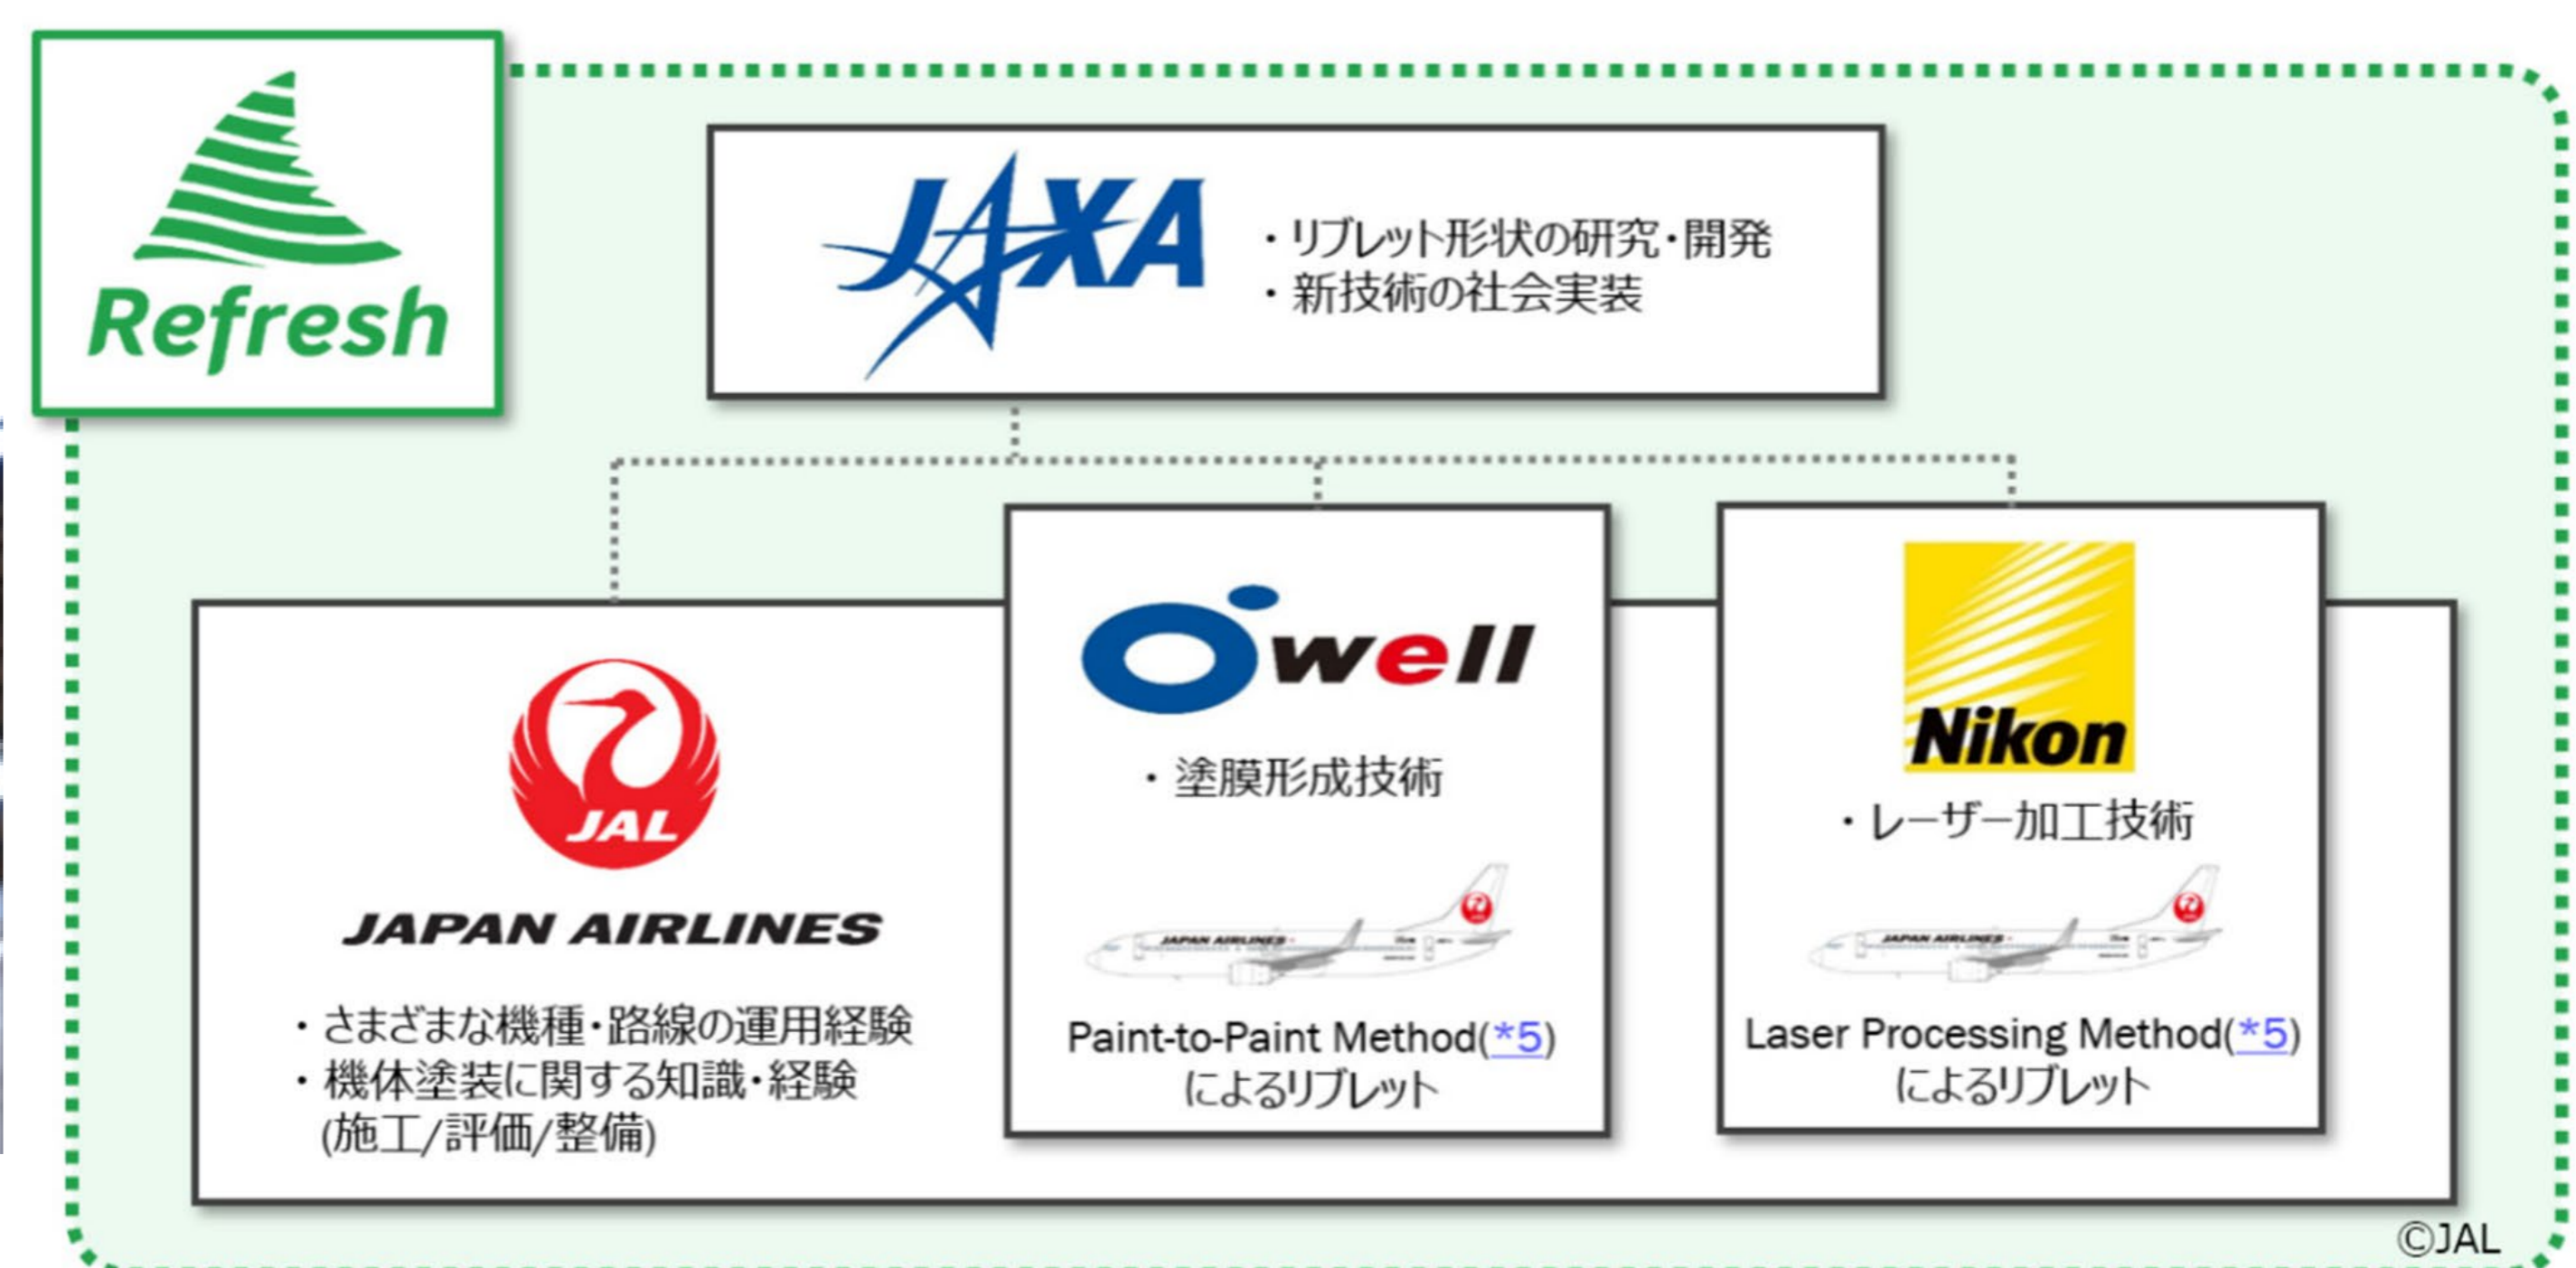 Refresh
JAXA
・リブレット形状の研究・開発
・新技術の社会実装
JAL
JAPAN AIRLINES
・さまざまな機種・路線の運用経験
・機体塗装に関する知識・経験
(施工/評価/整備)
Owell
・塗膜形成技術
JAPAN AIRLINES
Paint-to-Paint Method(*5)
によるリブレット
Nikon
・レーザー加工技術
JAPAN AIRLINES
Laser Processing Method(*5)
によるリブレット
©JAL